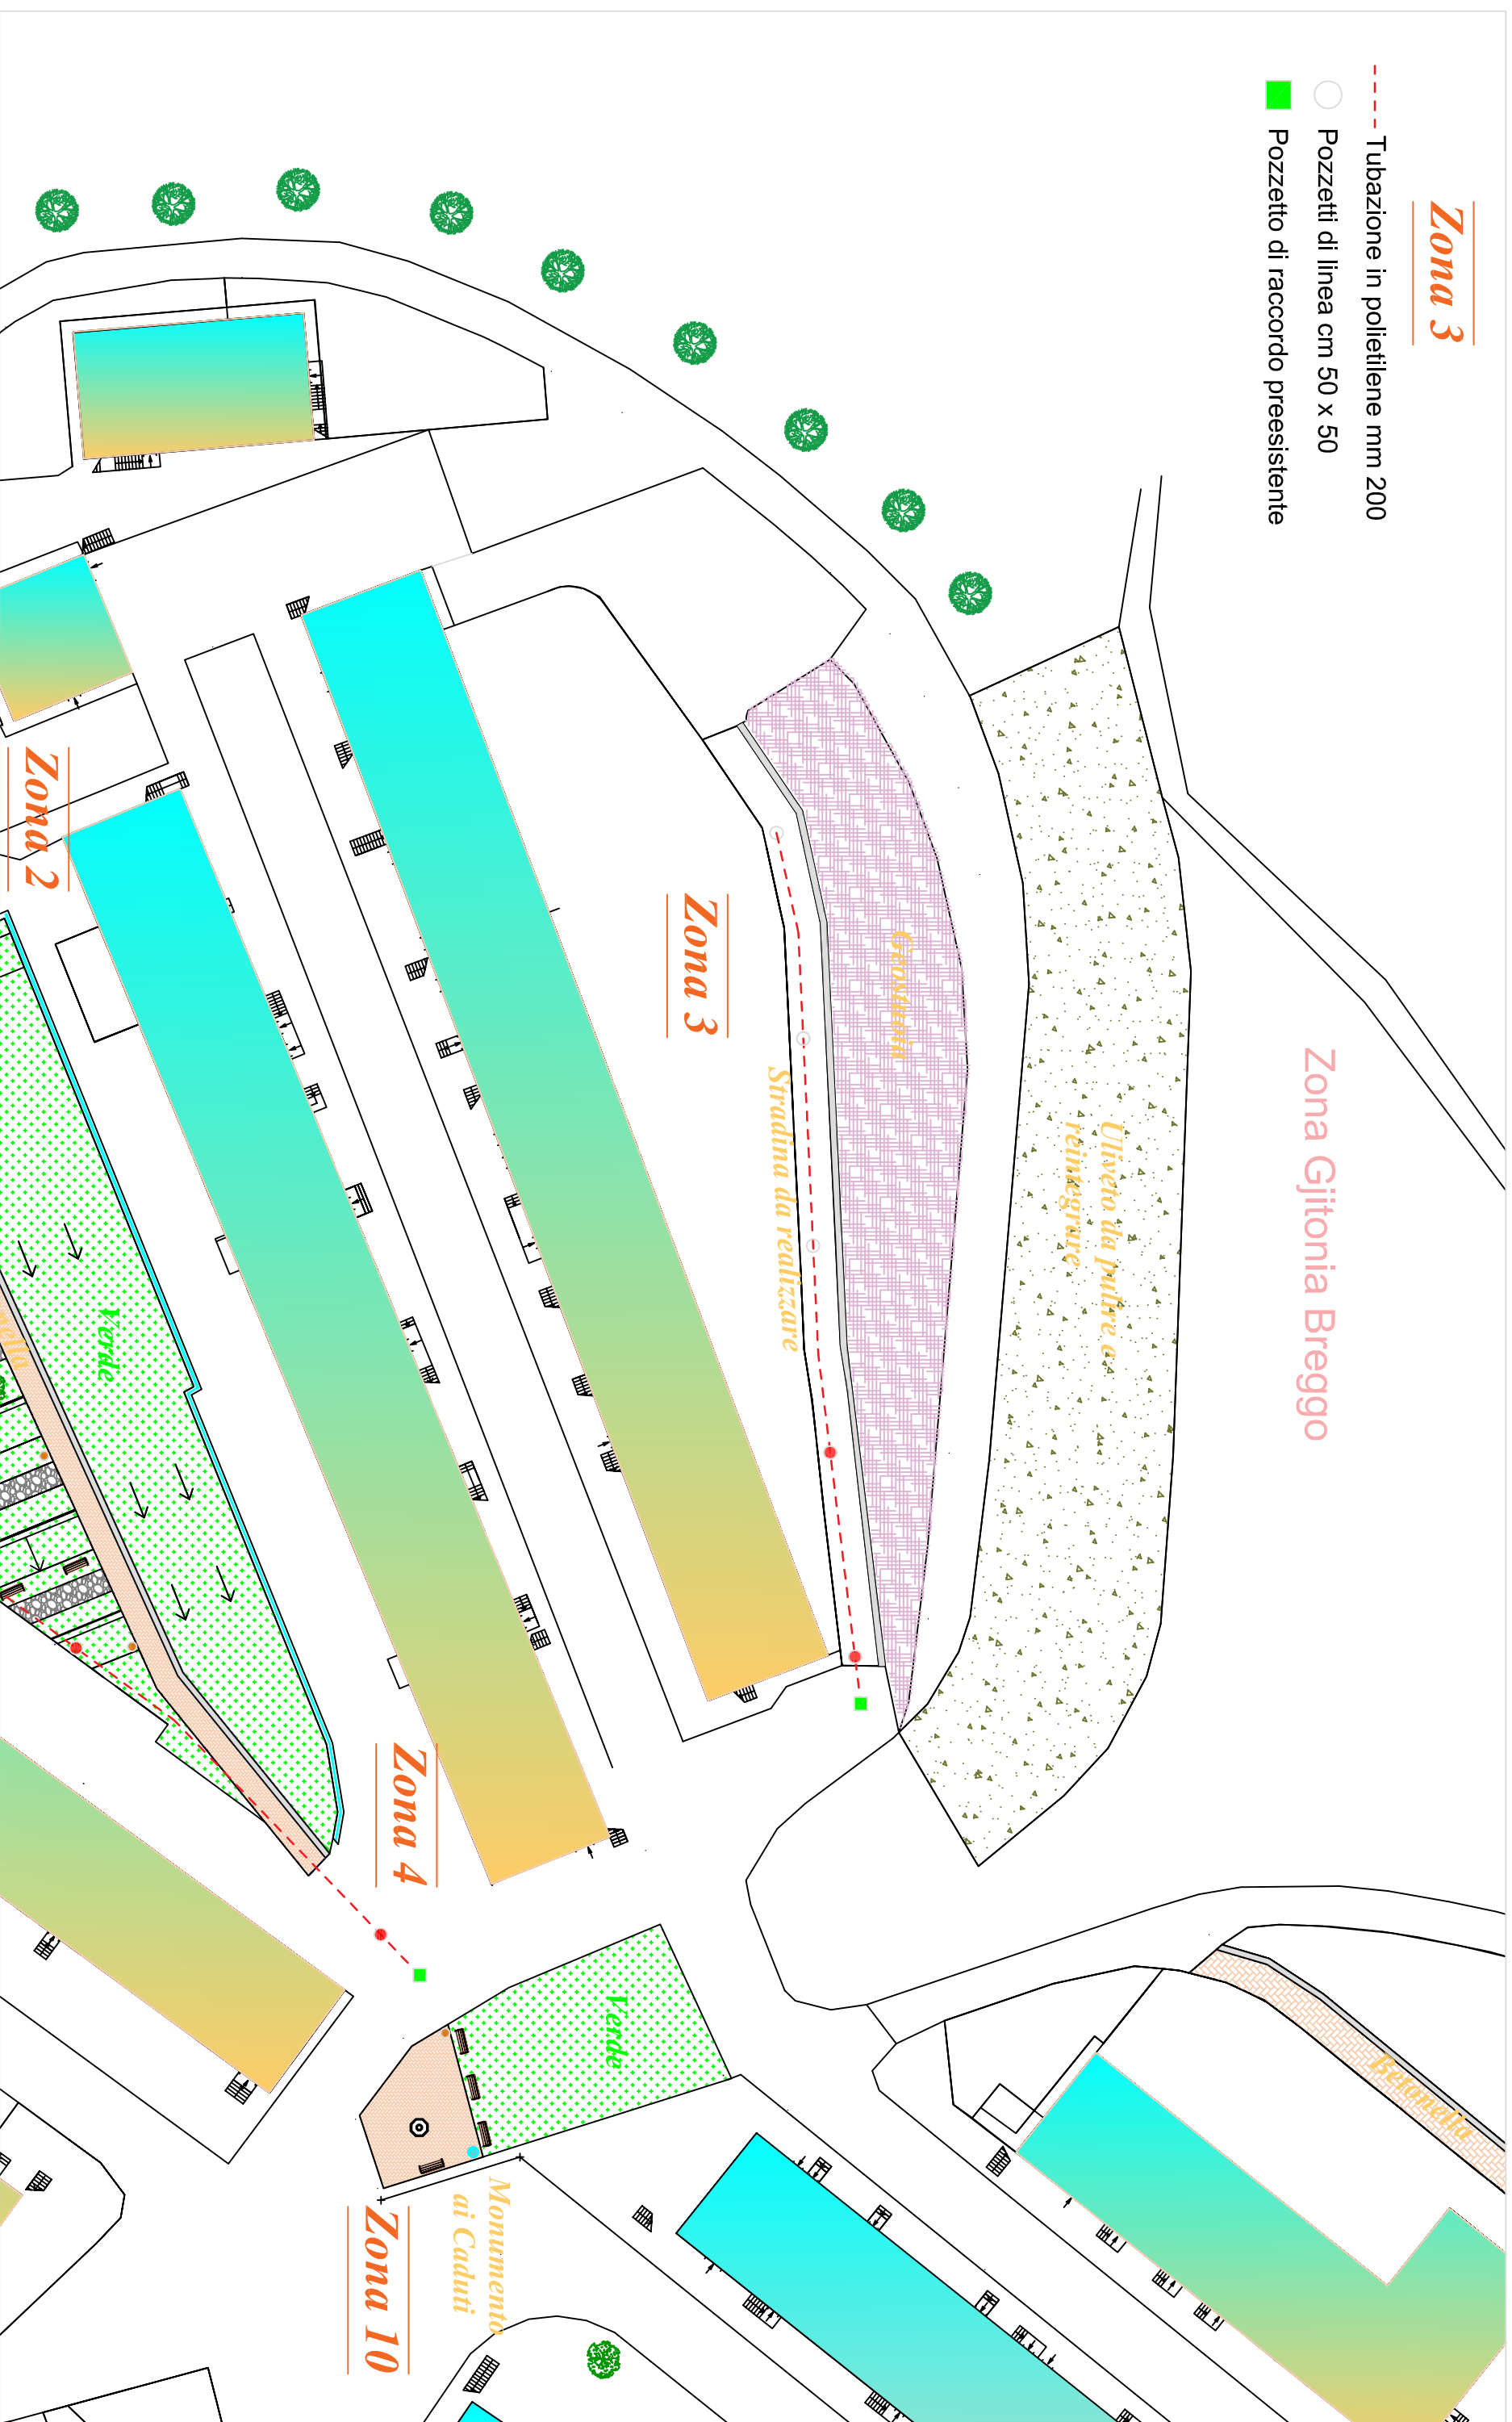 Zona 3
Tubazione in polietilene mm 200
Pozzetti di linea cm 50 x 50
Pozzetto di raccordo preesistente
Zona Gjitonia Breggo
Uliveto da pulire o
reintegrare
Geostuoia
Zona 3
Stradina da realizzare
Zona 2
Verde
nella
Zona 4
Verde
Betonella
Monumento
ai Caduti
Zona 10